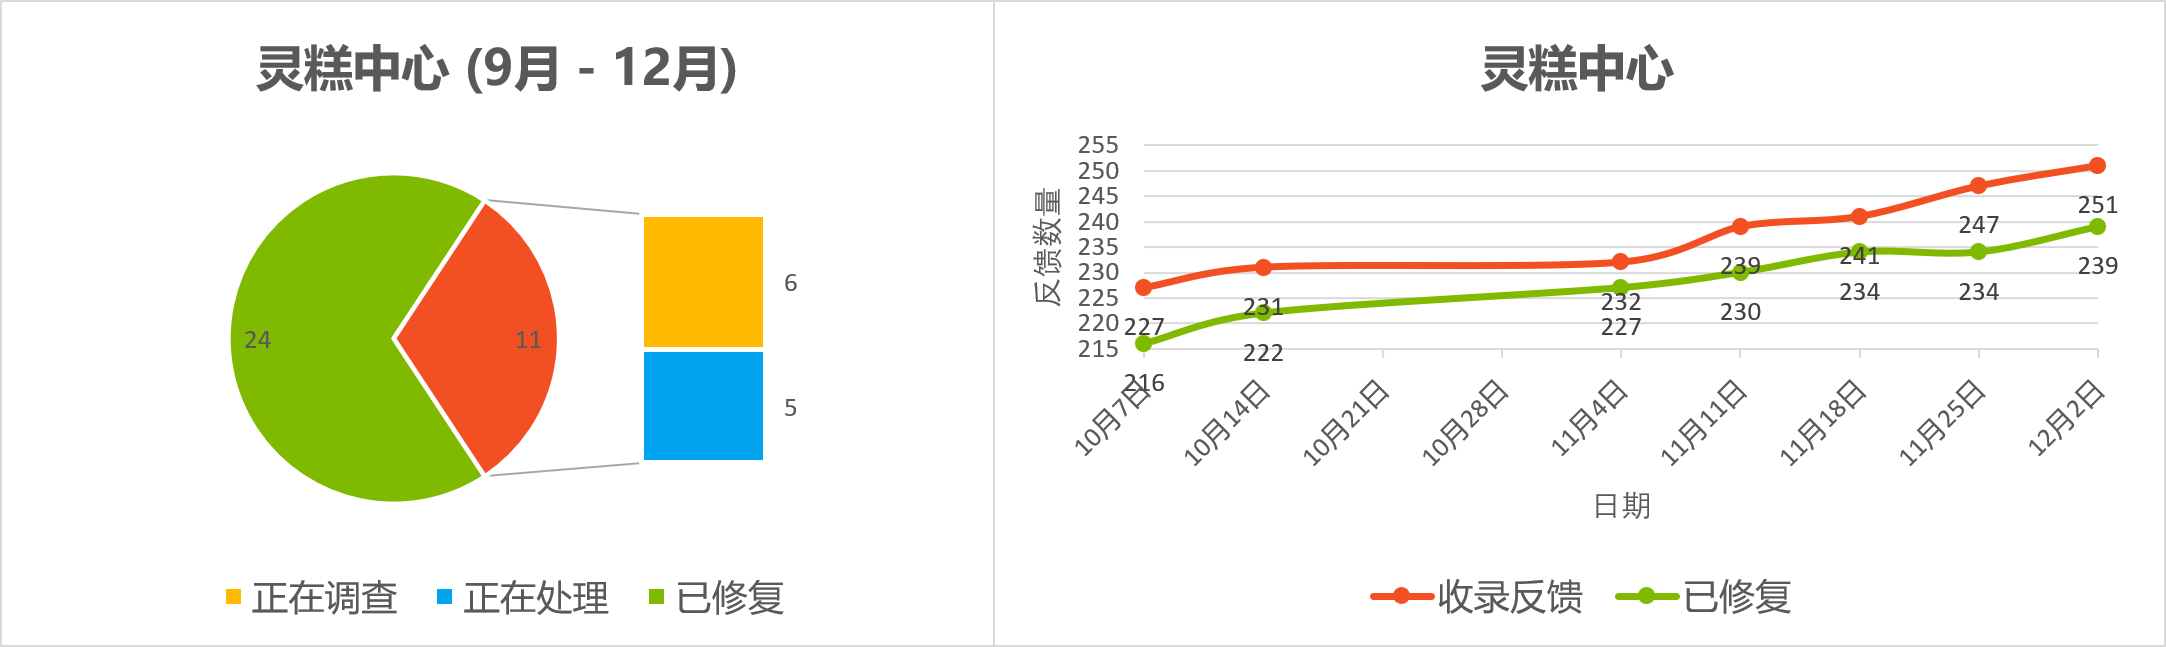 灵糕中心 (9月 - 12月)
24
11
6
5
正在调查
正在处理
已修复
灵糕中心
反馈数量
255
250
245
240
235
230
225
220
215
227
231
232
239
241
247
251
216
222
227
230
234
234
239
10月7日
10月14日
10月21日
10月28日
11月4日
11月11日
11月18日
11月25日
12月2日
日期
收录反馈
已修复